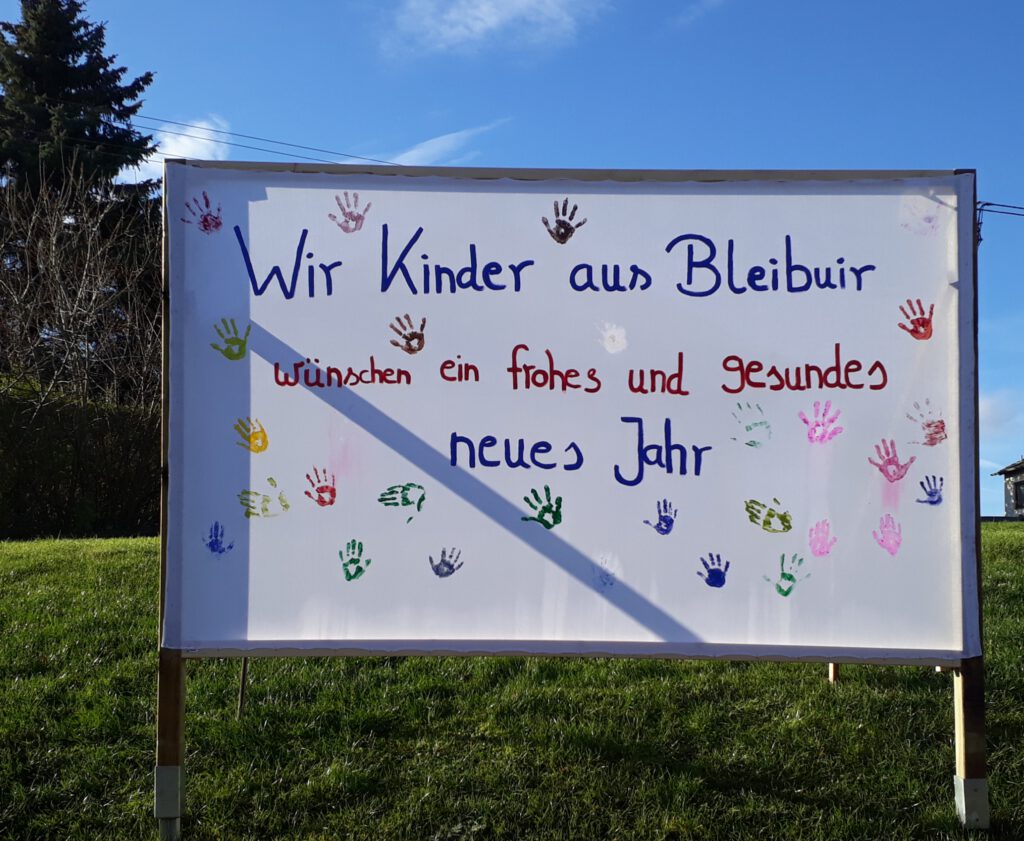 Wir Kinder aus Bleibuir
wünschen ein frohes und gesundes
neues Jahr